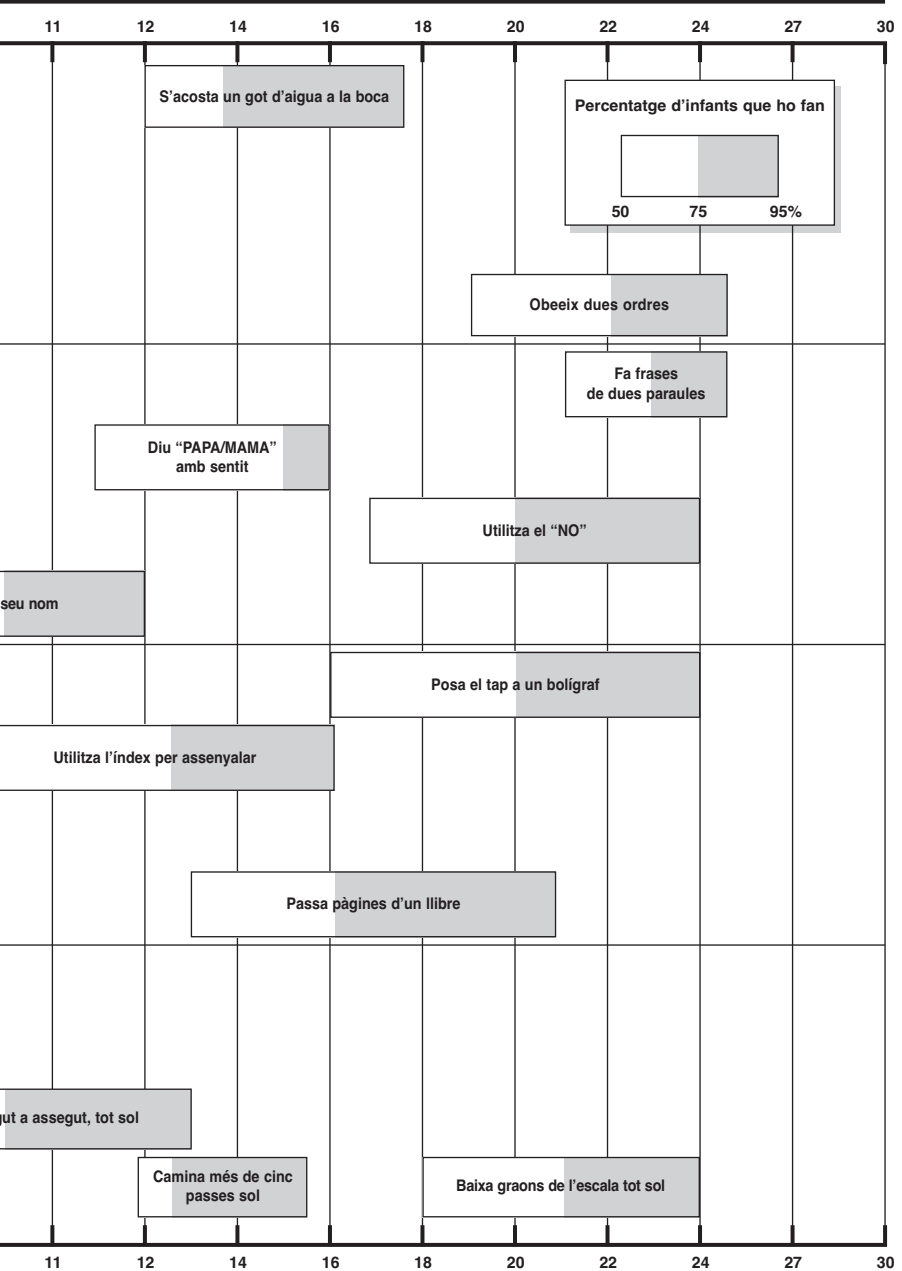 11 12 14 16 18 20 22 24 27 30
S'acosta un got d'aigua a la boca
Percentatge d'infants que ho fan
50 75 95%
Obeeix dues ordres
Fa frases
de dues paraules
Diu “PAPA/MAMA”
amb sentit
Utilitza el “NO”
seu nom
Posa el tap a un bolígraf
Utilitza l’índex per assenyalar
Passa pàgines d’un llibre
gut a assegut, tot sol
Camina més de cinc
passes sol
Baixa graons de l’escala tot sol
11 12 14 16 18 20 22 24 27 30